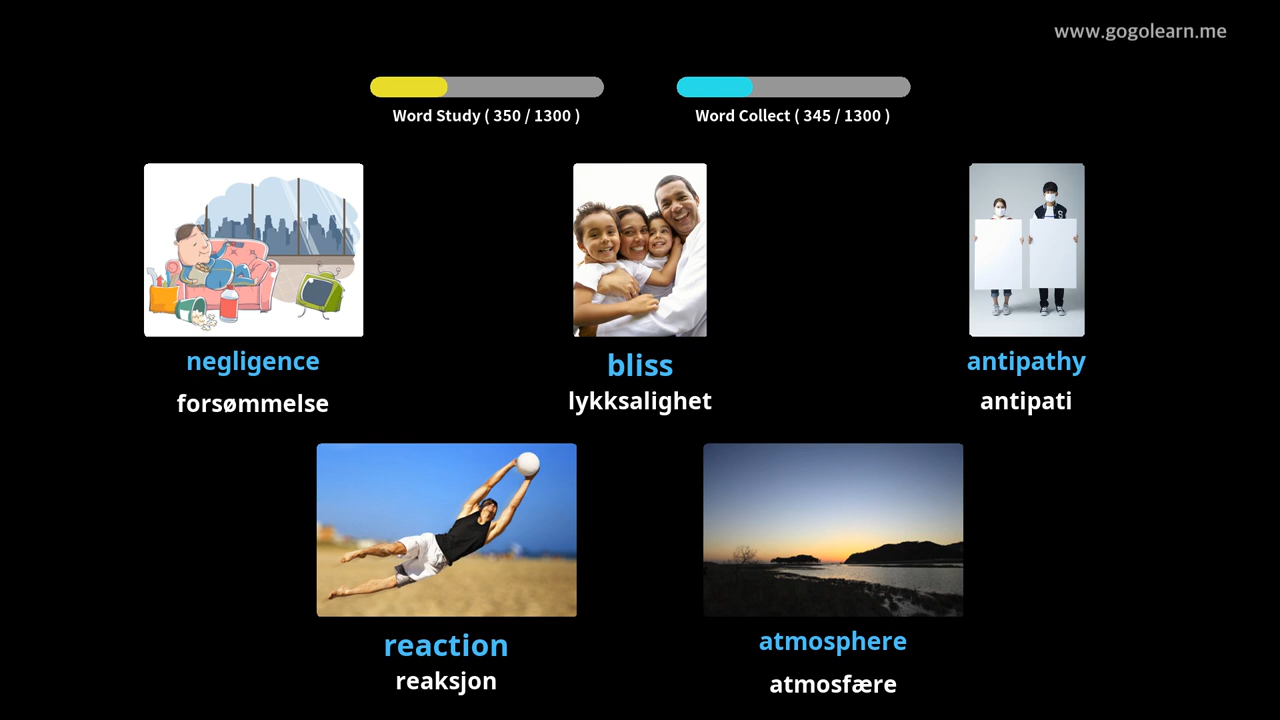 www.gogolearn.me
Word Study ( 350 / 1300 )
Word Collect ( 345 / 1300 )
negligence
forsømmelse
bliss
lykksalighet
antipathy
antipati
reaction
reaksjon
atmosphere
atmosfære